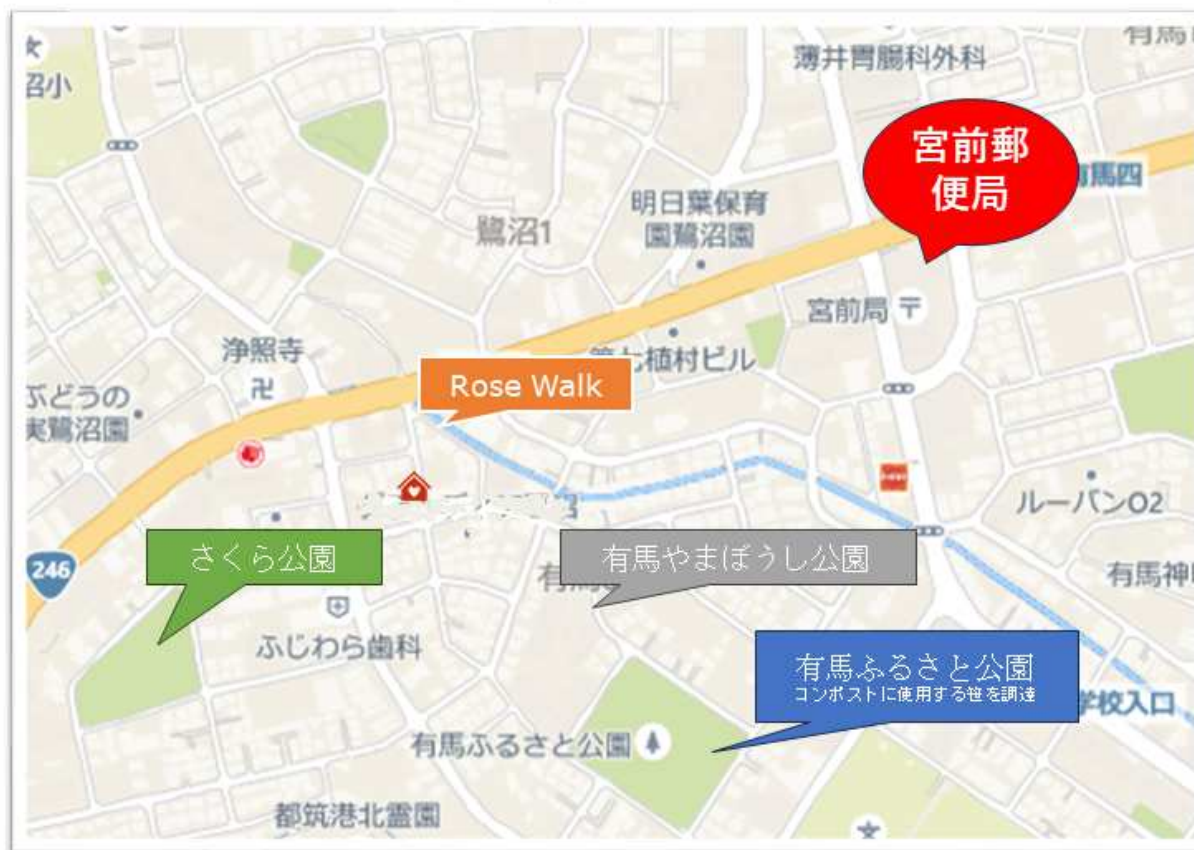 沼小
薄井胃腸科外科
有馬
宮前郵
便局
有馬四
明日葉保育
園鷺沼園
鷺沼1
宮前局
浄照寺
植村ビル
Rose Walk
ぶどうの
実鷺沼園
ルーバンO2
さくら公園
有馬やまぼうし公園
246
有馬
有馬神
ふじわら歯科
有馬ふるさと公園
コンポストに使用する笹を調達
学校入口
有馬ふるさと公園
都筑港北霊園